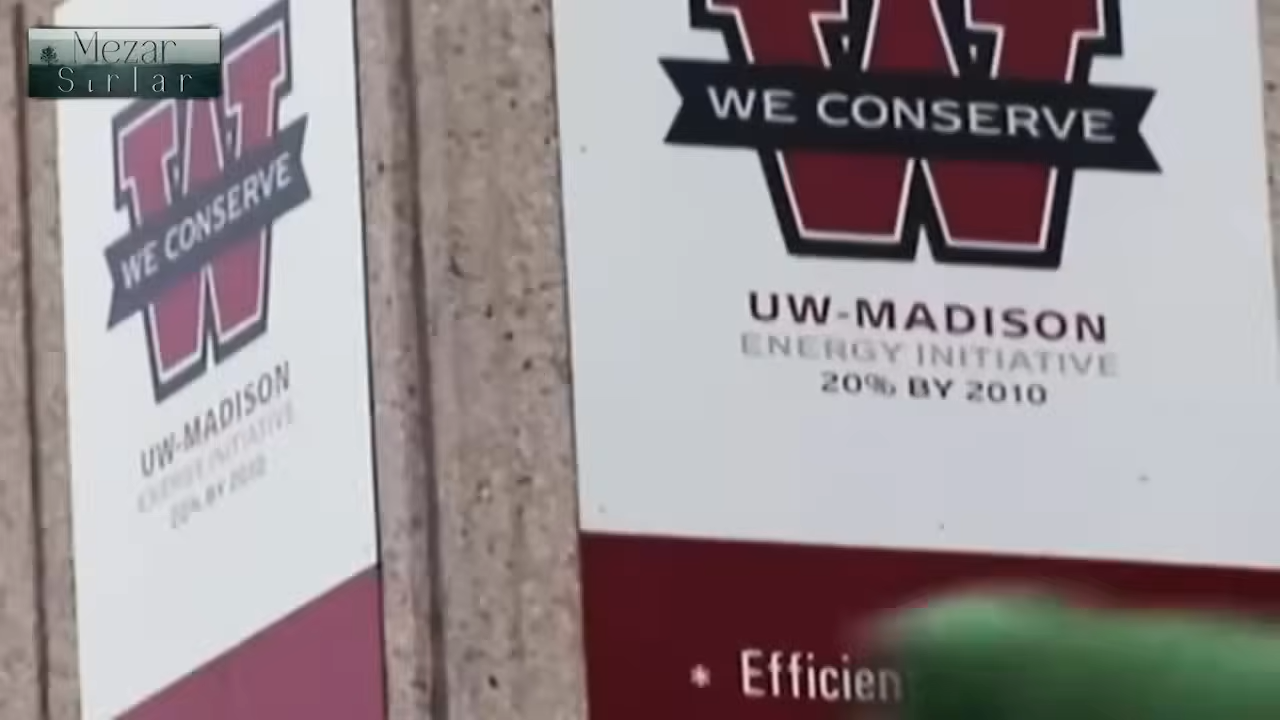 Mezar
Sırlar
WE CONSERVE
UW-MADISON
ENERGY INITIATIVE
20% BY 2010
WE CONSERVE
UW-MADISON
ENERGY INITIATIVE
20% BY 2010
* Efficien